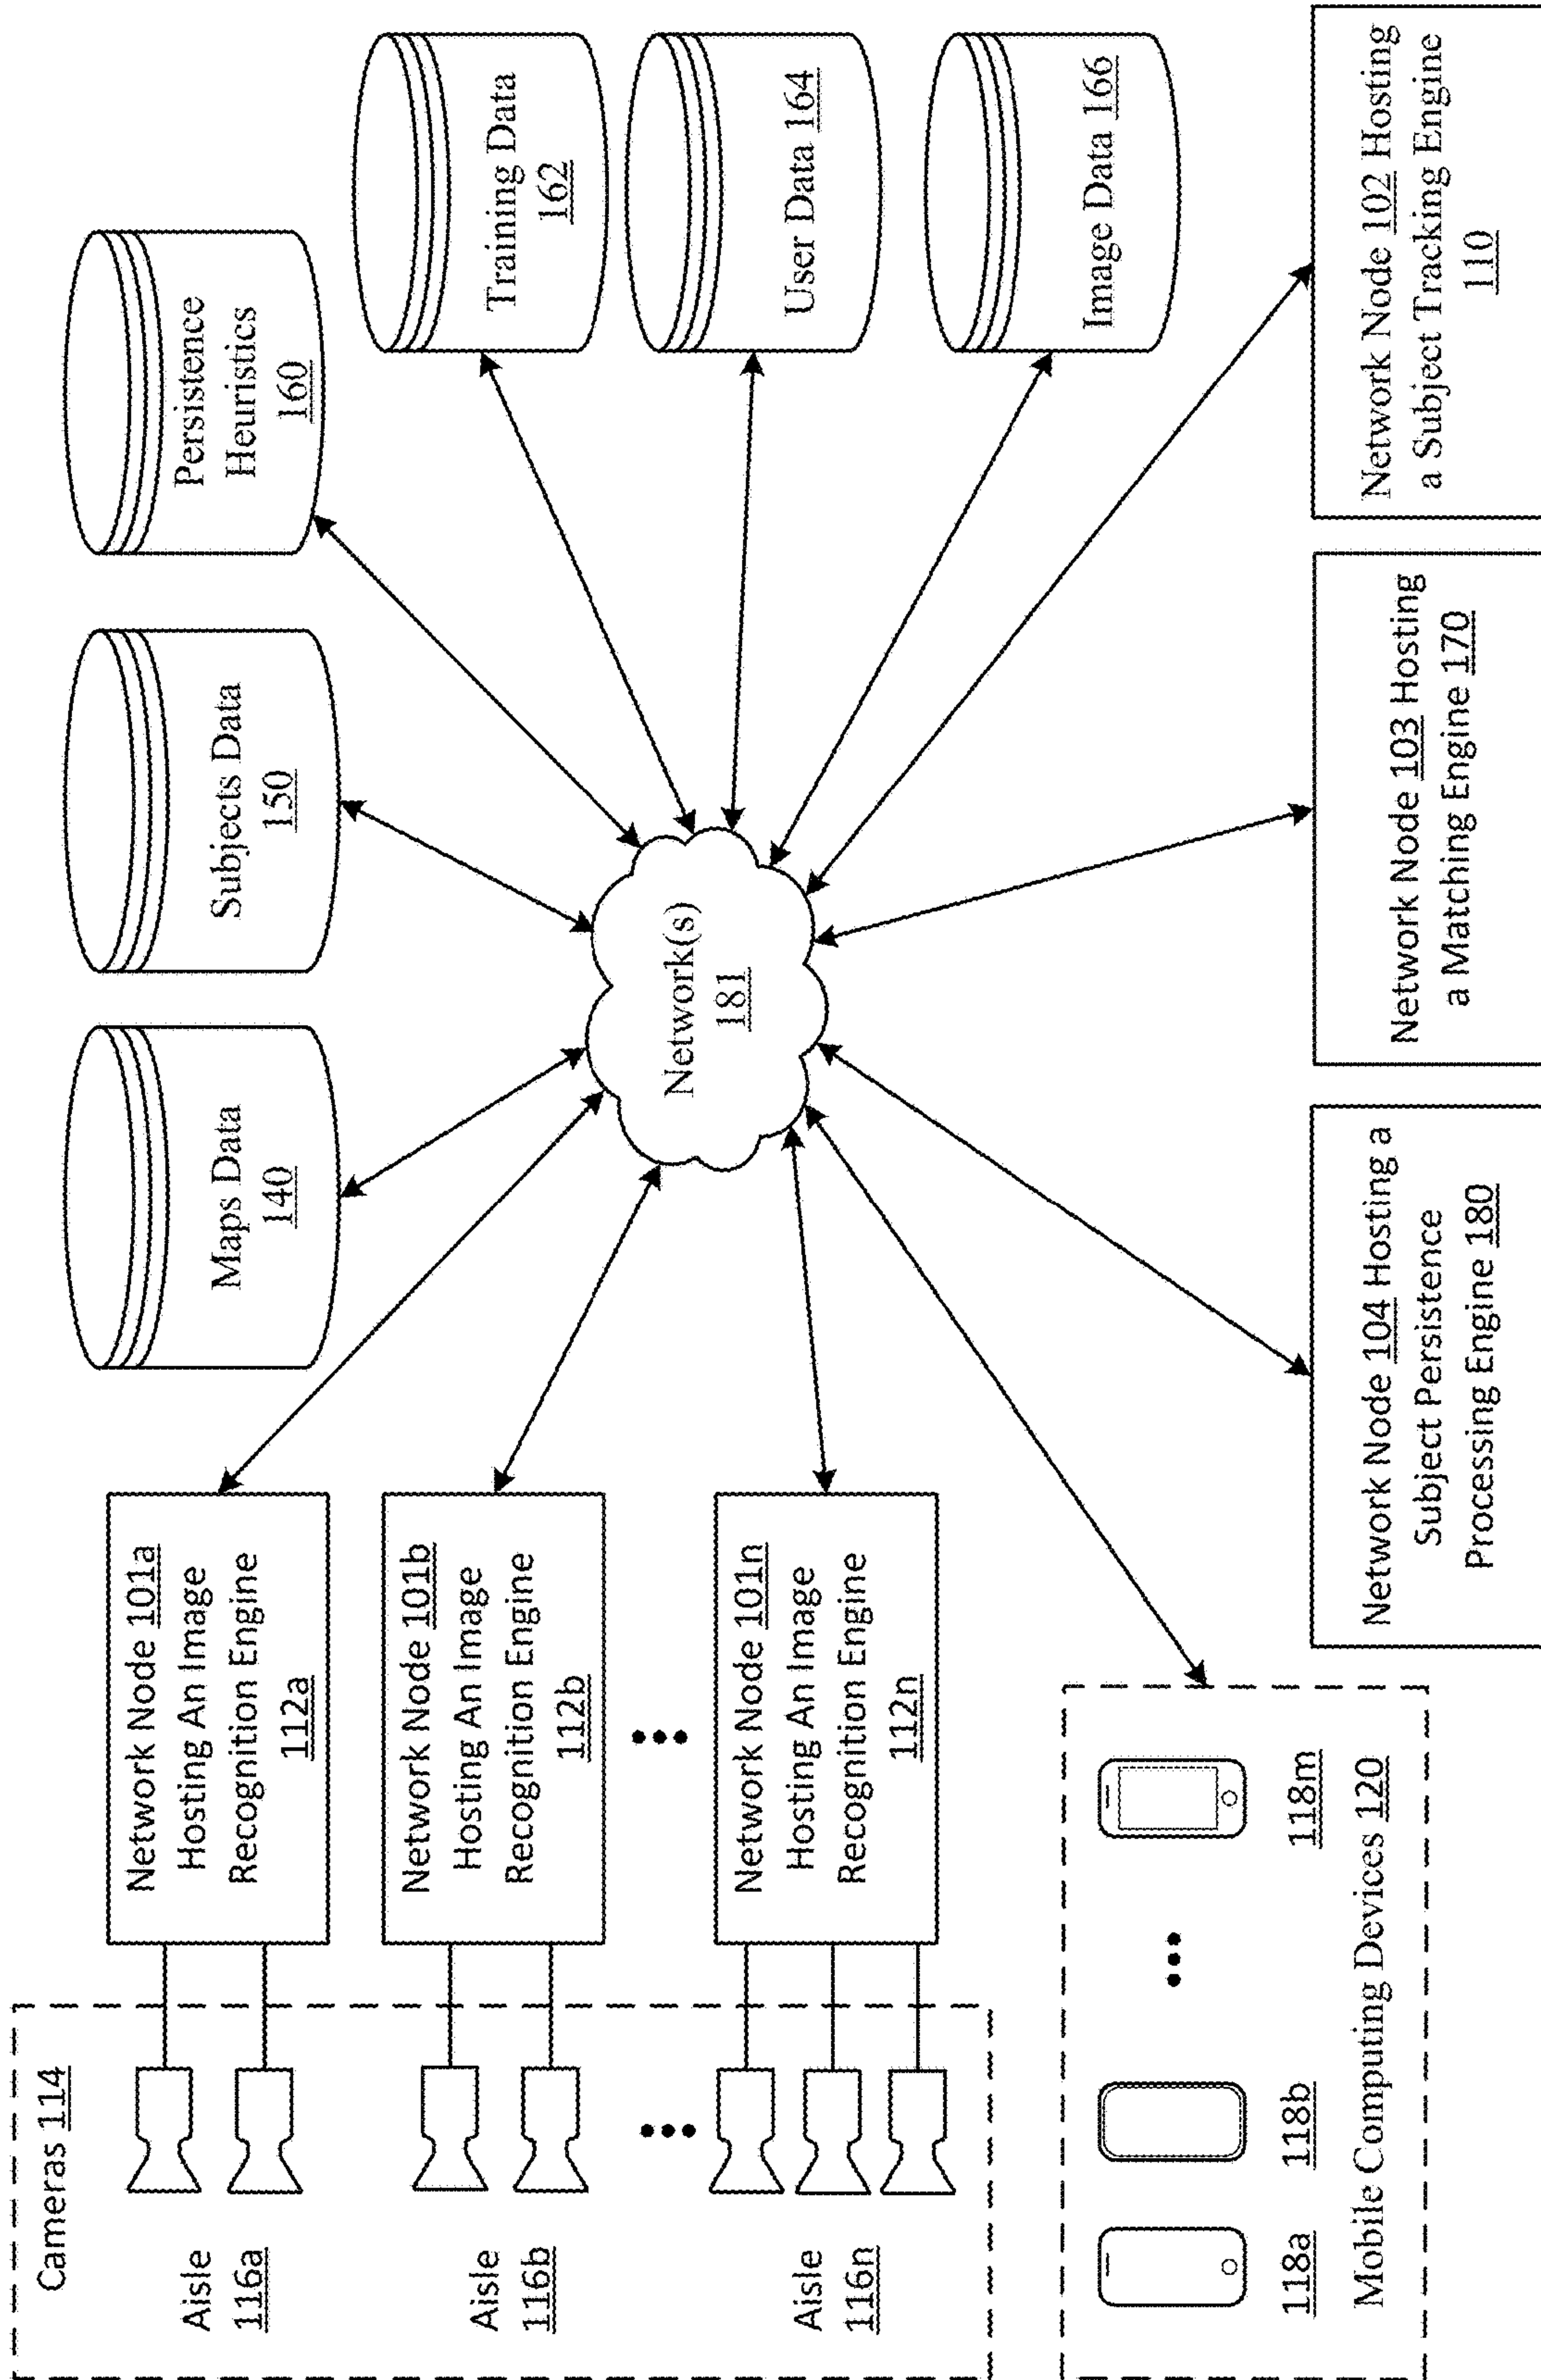 Cameras 114
Aisle
116a
Aisle
116b
Aisle
116n
Network Node 101a
Hosting An Image
Recognition Engine
112a
Network Node 101b
Hosting An Image
Recognition Engine
112b
Network Node 101n
Hosting An Image
Recognition Engine
112n
Maps Data
140
Subjects Data
150
Persistence
Heuristics
160
Training Data
162
User Data 164
Image Data 166
Network(s)
181
118a
118b
118m
Mobile Computing Devices 120
Network Node 104 Hosting a
Subject Persistence
Processing Engine 180
Network Node 103 Hosting
a Matching Engine 170
Network Node 102 Hosting
a Subject Tracking Engine
110